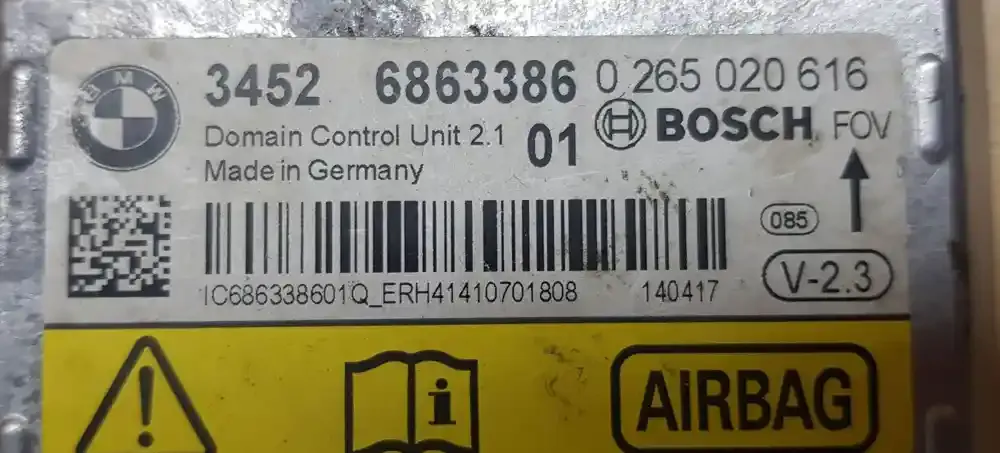 BMW
3452 6863386 0 265 020 616
Domain Control Unit 2.1 01 BOSCH FOV
Made in Germany
085
V-2.3
IC686338601Q_ERH41410701808 140417
i
AIRBAG